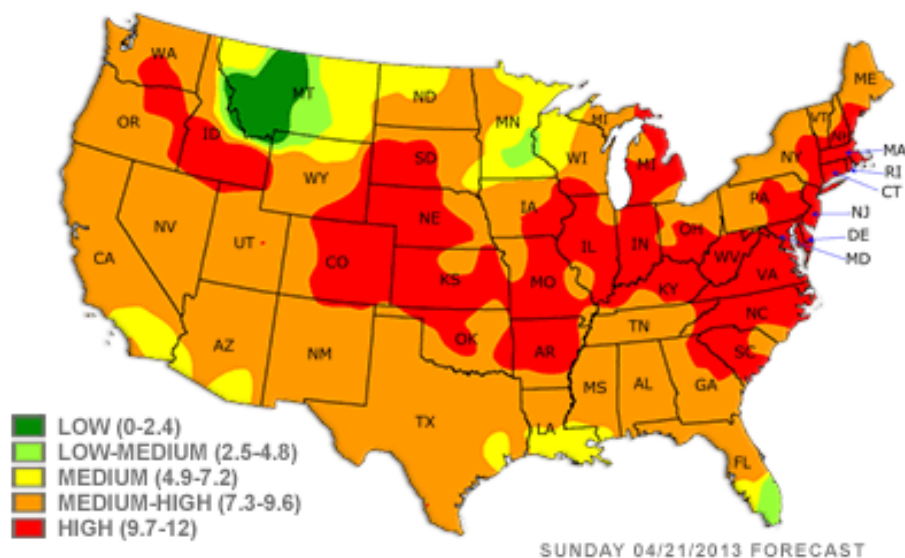 WA
MT
ND
MN
MI
ME
VT
NH
OR
ID
SD
WI
MI
NY
MA
RI
CT
WY
NE
IA
PA
NJ
NV
UT
CO
KS
MO
IL
IN
OH
WV
DE
MD
CA
KY
VA
AZ
NM
OK
AR
TN
NC
SC
TX
LA
MS
AL
GA
FL
LOW (0-2.4)
LOW-MEDIUM (2.5-4.8)
MEDIUM (4.9-7.2)
MEDIUM-HIGH (7.3-9.6)
HIGH (9.7-12)
SUNDAY 04/21/2013 FORECAST